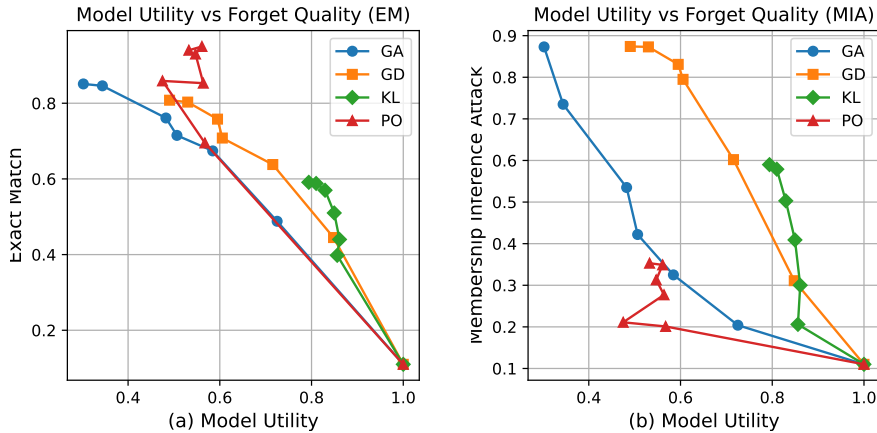 Model Utility vs Forget Quality (EM)
Exact Match
0.8
0.6
0.4
0.2
GA
GD
KL
PO
0.4
0.6
0.8
1.0
(a) Model Utility
Model Utility vs Forget Quality (MIA)
Membership Inference Attack
0.9
0.8
0.7
0.6
0.5
0.4
0.3
0.2
0.1
GA
GD
KL
PO
0.4
0.6
0.8
1.0
(b) Model Utility